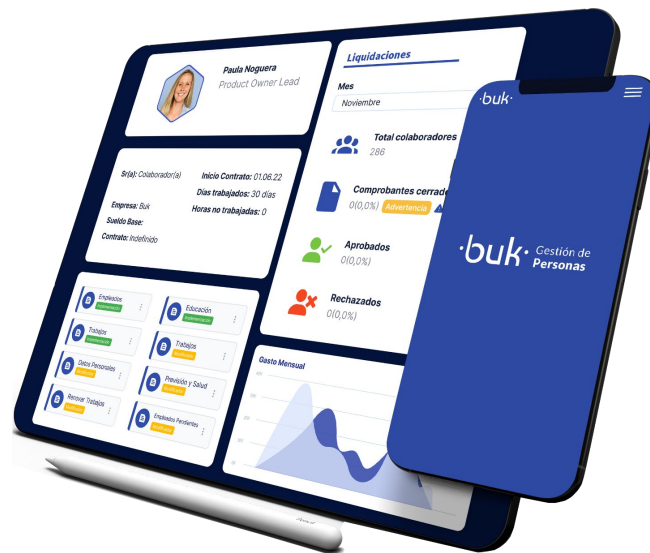 Paula Noguera
Product Owner Lead
Sr(a): Colaborador(a)
Inicio Contrato: 01.06.22
Días trabajados: 30 días
Empresa: Buk
Horas no trabajadas: 0
Sueldo Base:
Contrato: Indefinido
Empleados
Educación
Trabajos
Trabajos
Datos Personales
Previsión y Salud
Renovar Trabajos
Empleados Pendientes
Liquidaciones
Mes
Noviembre
Total colaboradores
286
Comprobantes cerrad
0(0,0%) Advertencia
Aprobados
0(0,0%)
Rechazados
0(0,0%)
Gasto Mensual
·buk·
·buk· Gestión de
Personas